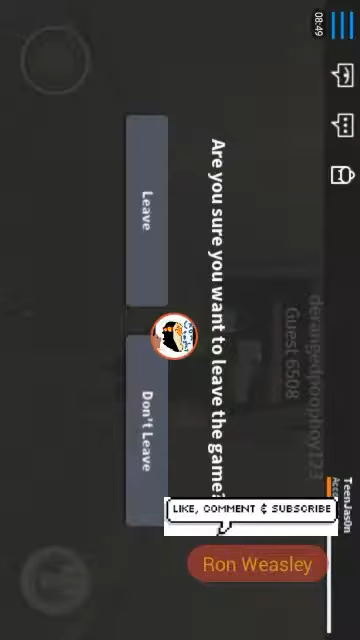 08:49
Are you sure you want to leave the game?
Leave
Don't Leave
derangedpoopboy123
Guest 6508
TeenJas0n
LIKE, COMMENT & SUBSCRIBE
Ron Weasley